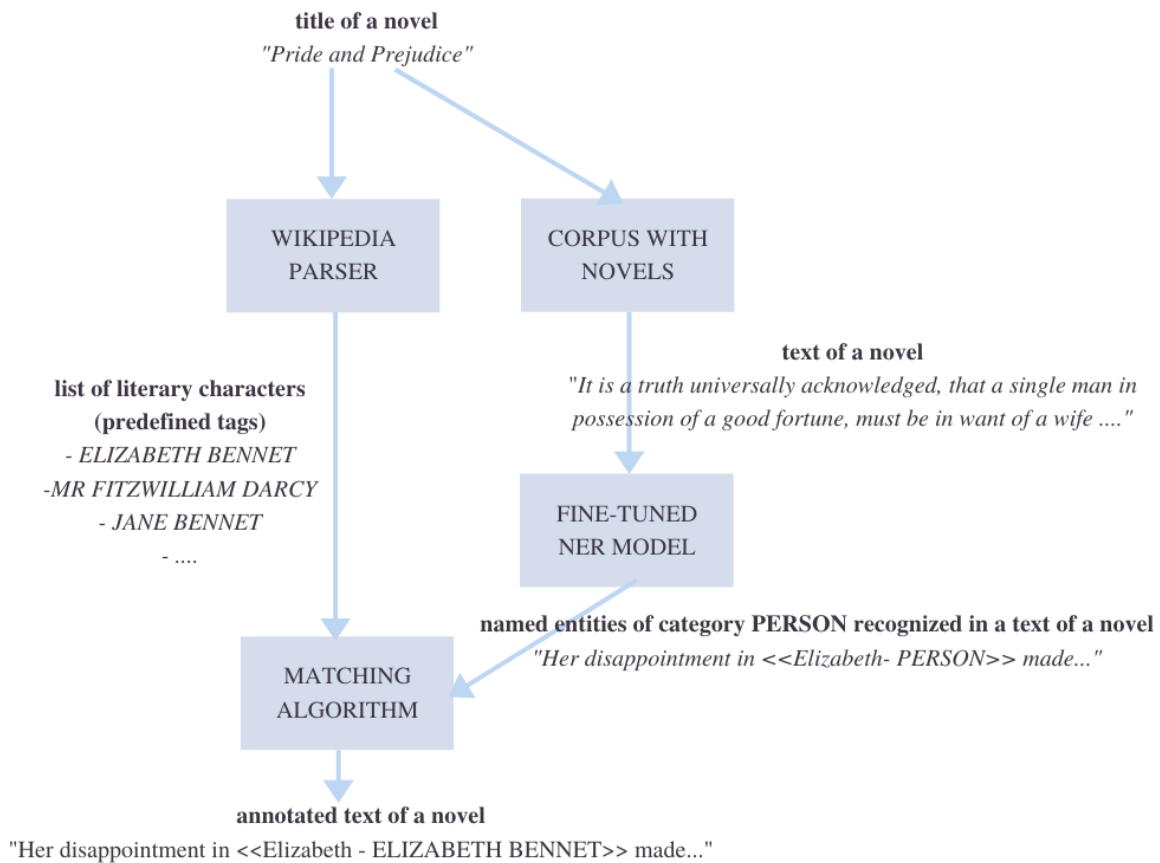 title of a novel
"Pride and Prejudice"
WIKIPEDIA
PARSER
CORPUS WITH
NOVELS
text of a novel
"It is a truth universally acknowledged, that a single man in
possession of a good fortune, must be in want of a wife ...."
list of literary characters
(predefined tags)
- ELIZABETH BENNET
-MR FITZWILLIAM DARCY
- JANE BENNET
- ....
FINE-TUNED
NER MODEL
named entities of category PERSON recognized in a text of a novel
"Her disappointment in <<Elizabeth- PERSON>> made..."
MATCHING
ALGORITHM
annotated text of a novel
"Her disappointment in <<Elizabeth - ELIZABETH BENNET>> made..."